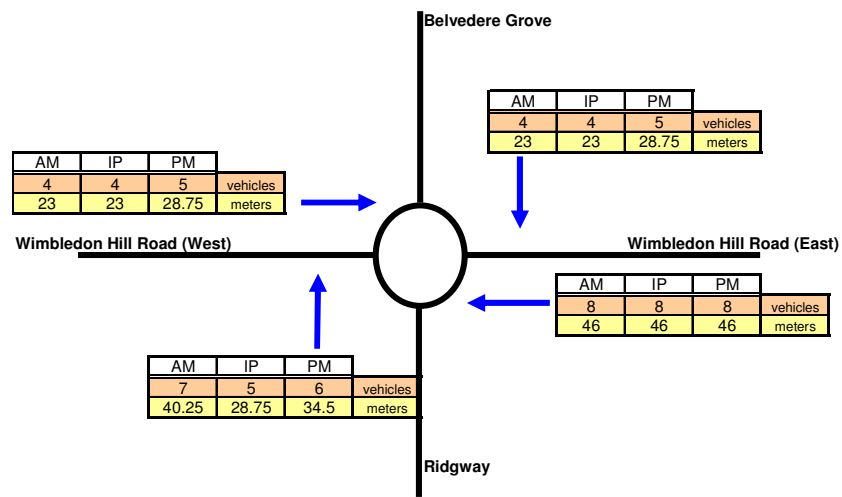 Belvedere Grove
AM IP PM
4 4 5 vehicles
23 23 28.75 meters
AM IP PM
4 4 5 vehicles
23 23 28.75 meters
Wimbledon Hill Road (West)
Wimbledon Hill Road (East)
AM IP PM
8 8 8 vehicles
46 46 46 meters
AM IP PM
7 5 6 vehicles
40.25 28.75 34.5 meters
Ridgway